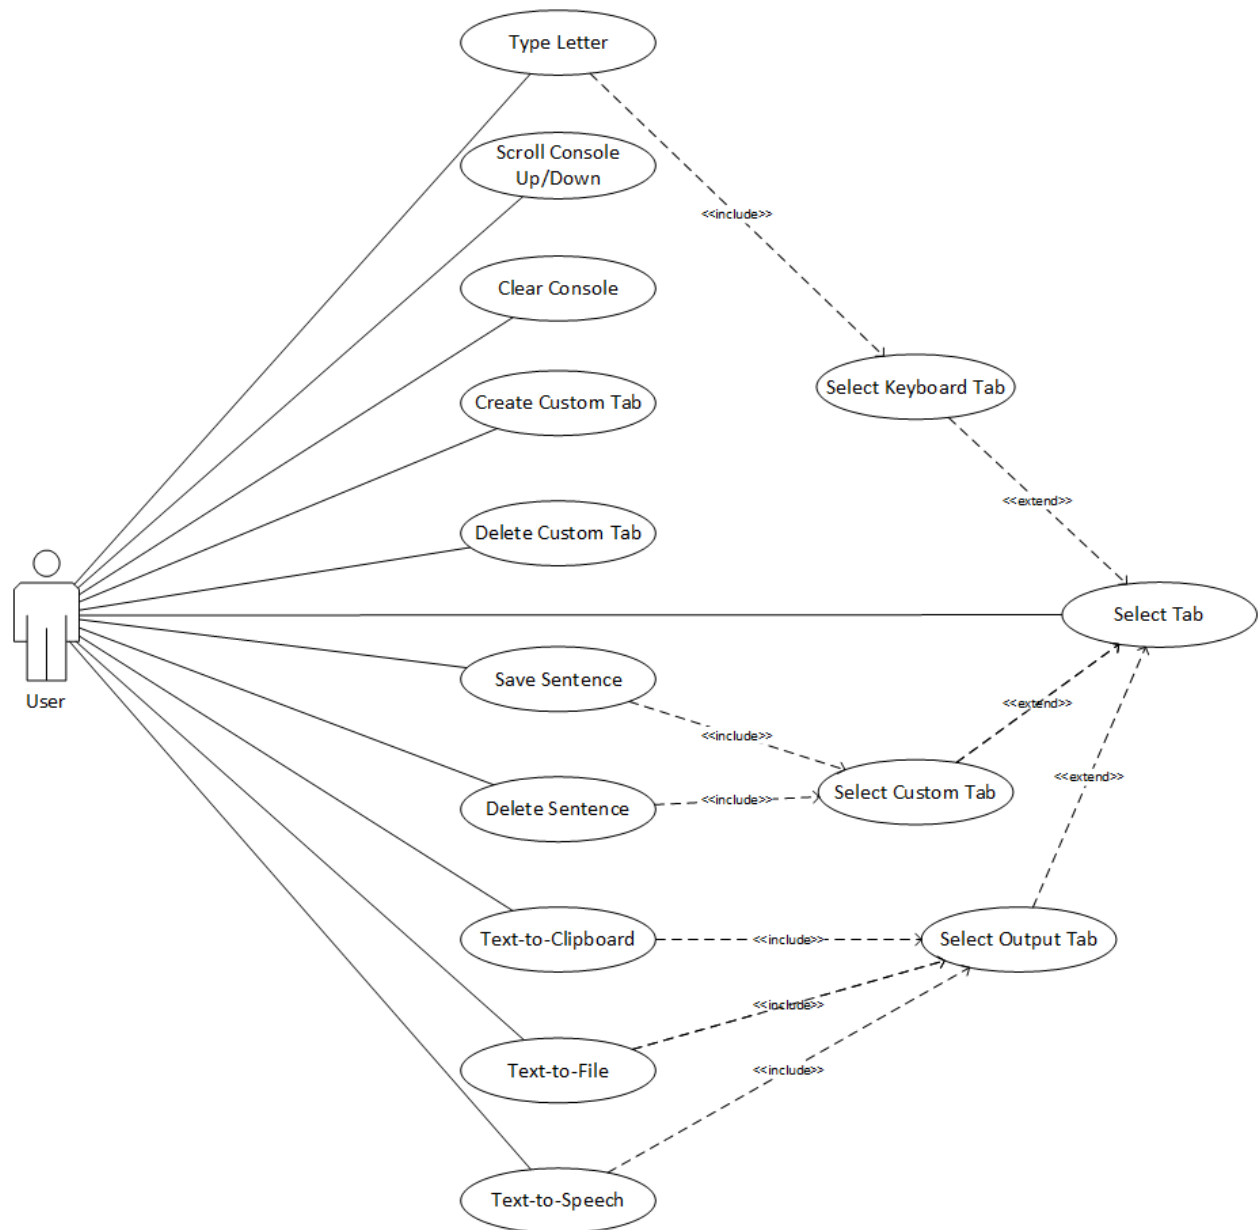 Type Letter
Scroll Console
Up/Down
<<include>>
Clear Console
Select Keyboard Tab
Create Custom Tab
<<extend>>
Delete Custom Tab
Select Tab
User
Save Sentence
<<extend>>
<<include>>
<<extend>>
Select Custom Tab
<<include>>
Delete Sentence
Text-to-Clipboard
<<include>>
Select Output Tab
<<include>>
Text-to-File
<<include>>
Text-to-Speech